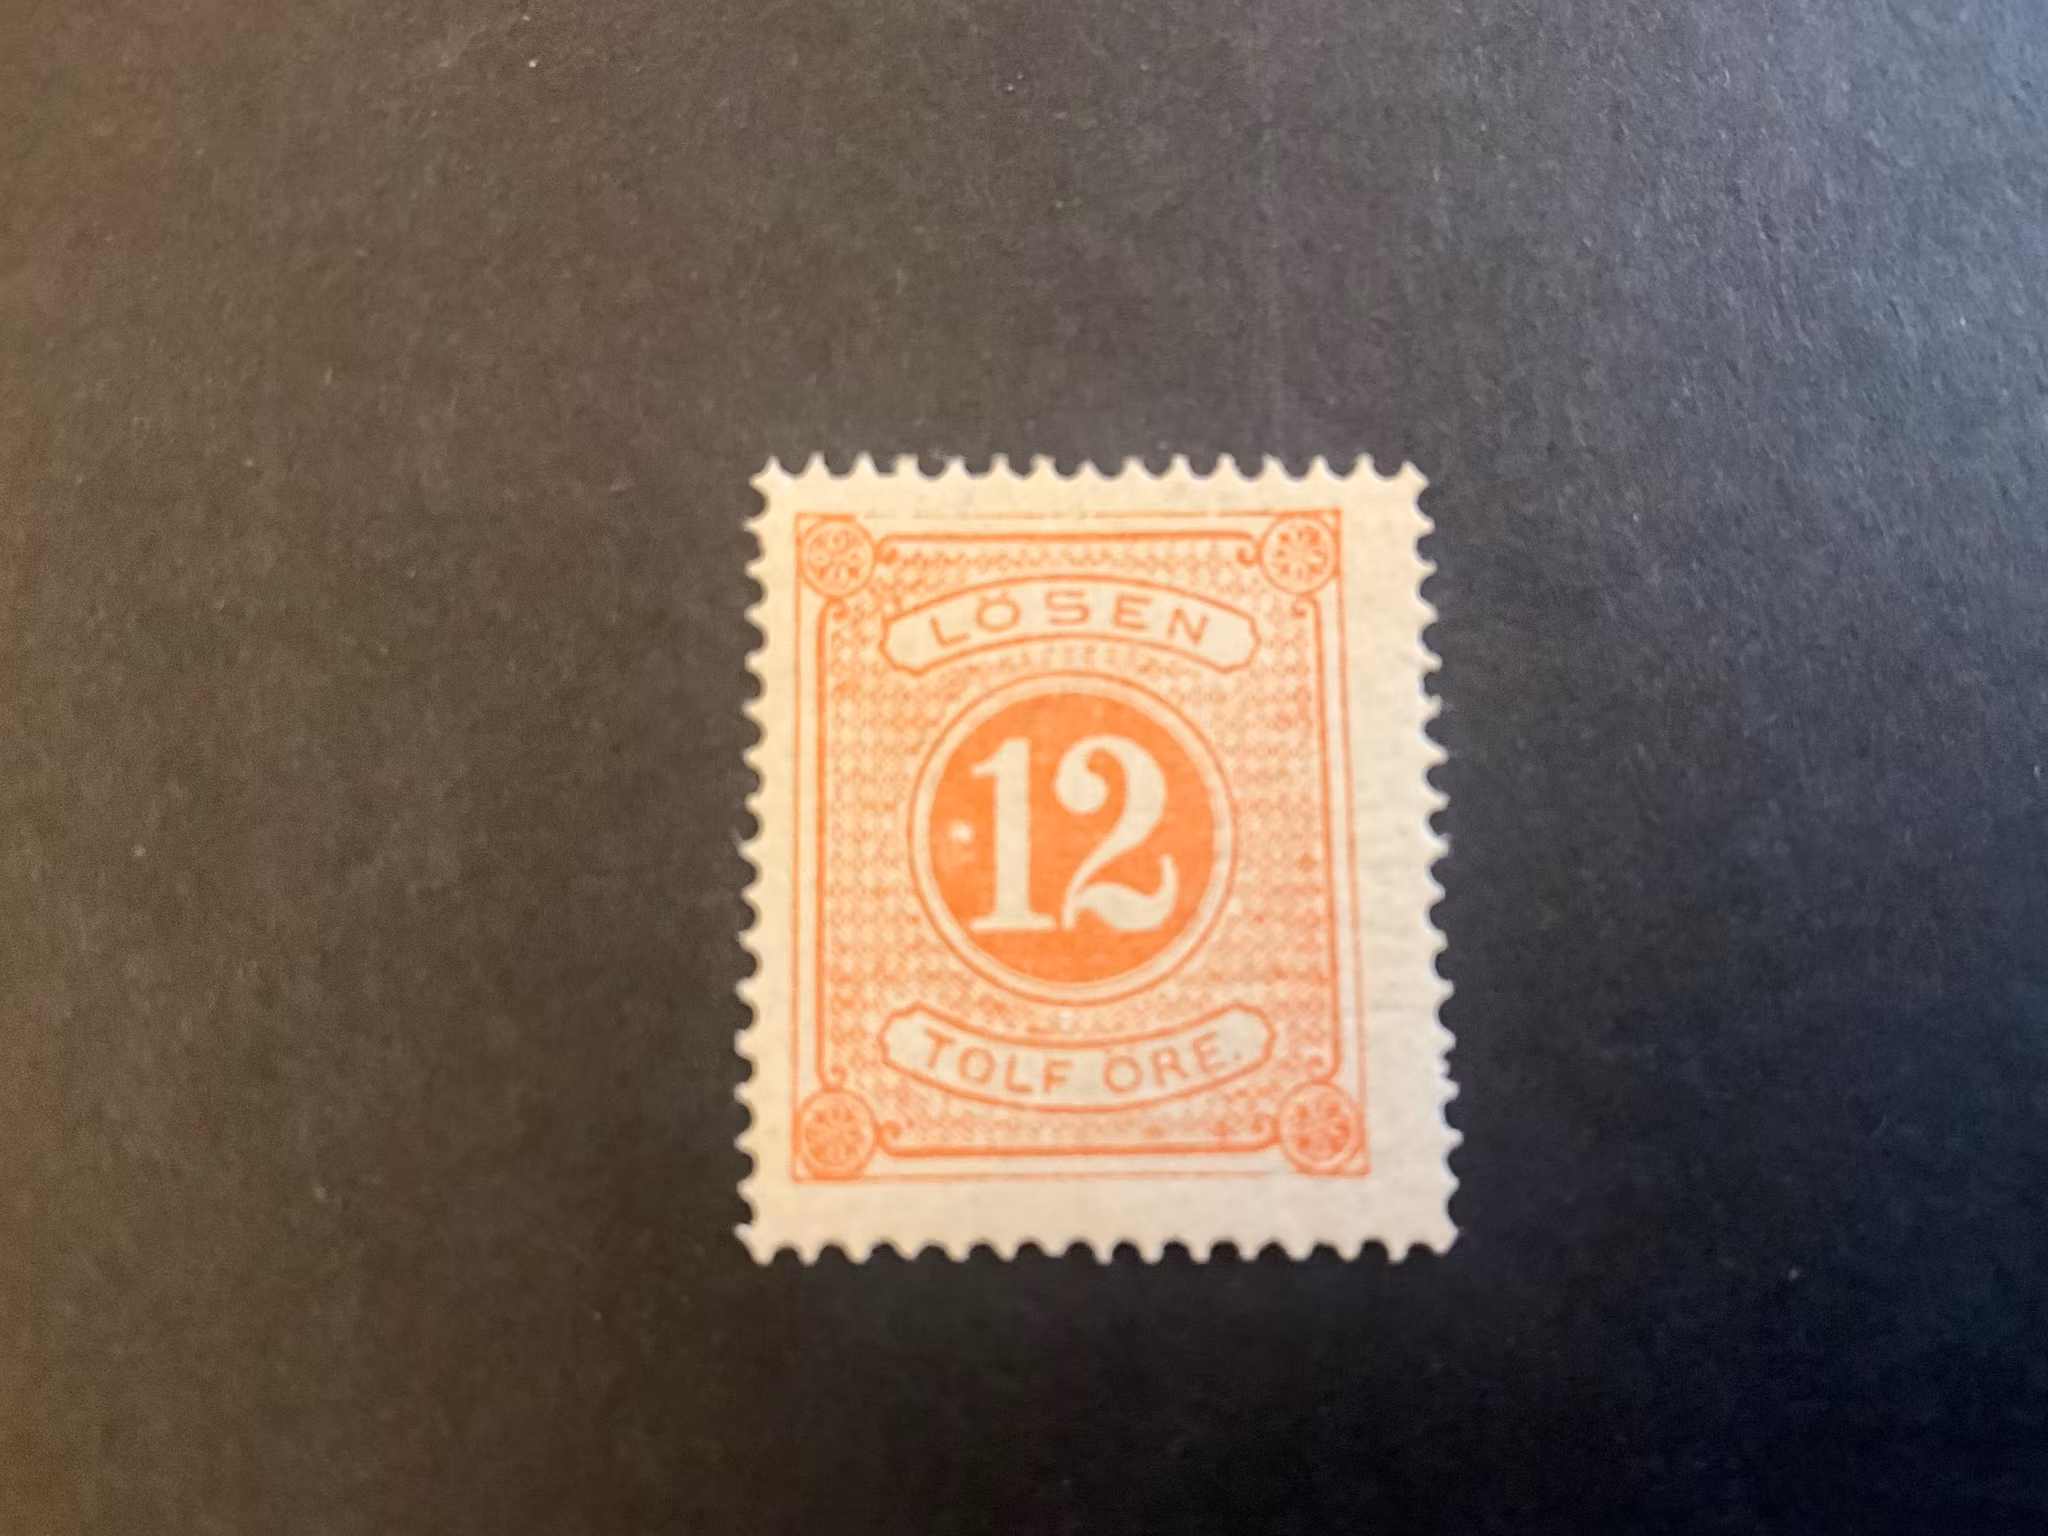 LÖSEN
12
TOLF ÖRE.